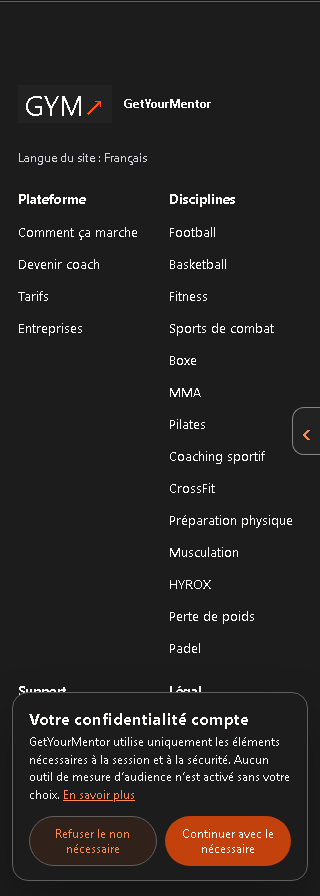 GYM↗ GetYourMentor
Langue du site : Français
Plateforme
Comment ça marche
Devenir coach
Tarifs
Entreprises
Disciplines
Football
Basketball
Fitness
Sports de combat
Boxe
MMA
Pilates
Coaching sportif
CrossFit
Préparation physique
Musculation
HYROX
Perte de poids
Padel
Support
Légal
Votre confidentialité compte
GetYourMentor utilise uniquement les éléments
nécessaires à la session et à la sécurité. Aucun
outil de mesure d'audience n'est activé sans votre
choix. En savoir plus
Refuser le non
nécessaire
Continuer avec le
nécessaire